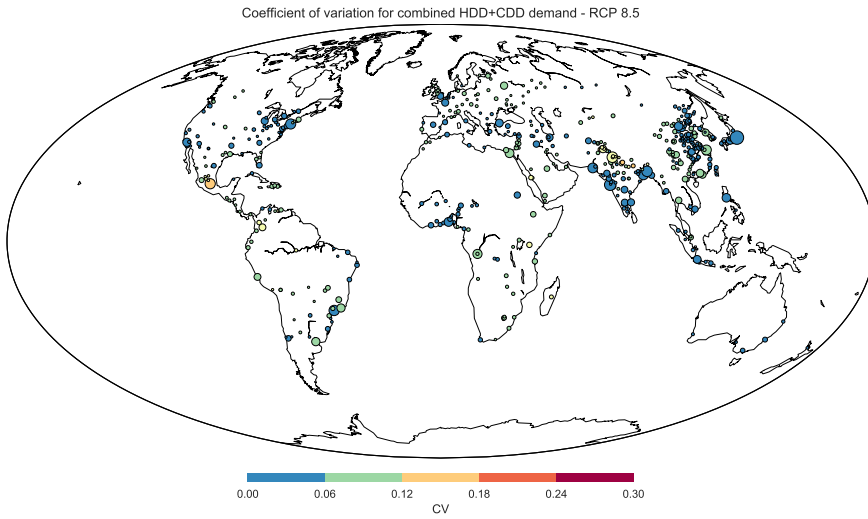 Coefficient of variation for combined HDD+CDD demand - RCP 8.5
0.00 0.06 0.12 0.18 0.24 0.30
CV